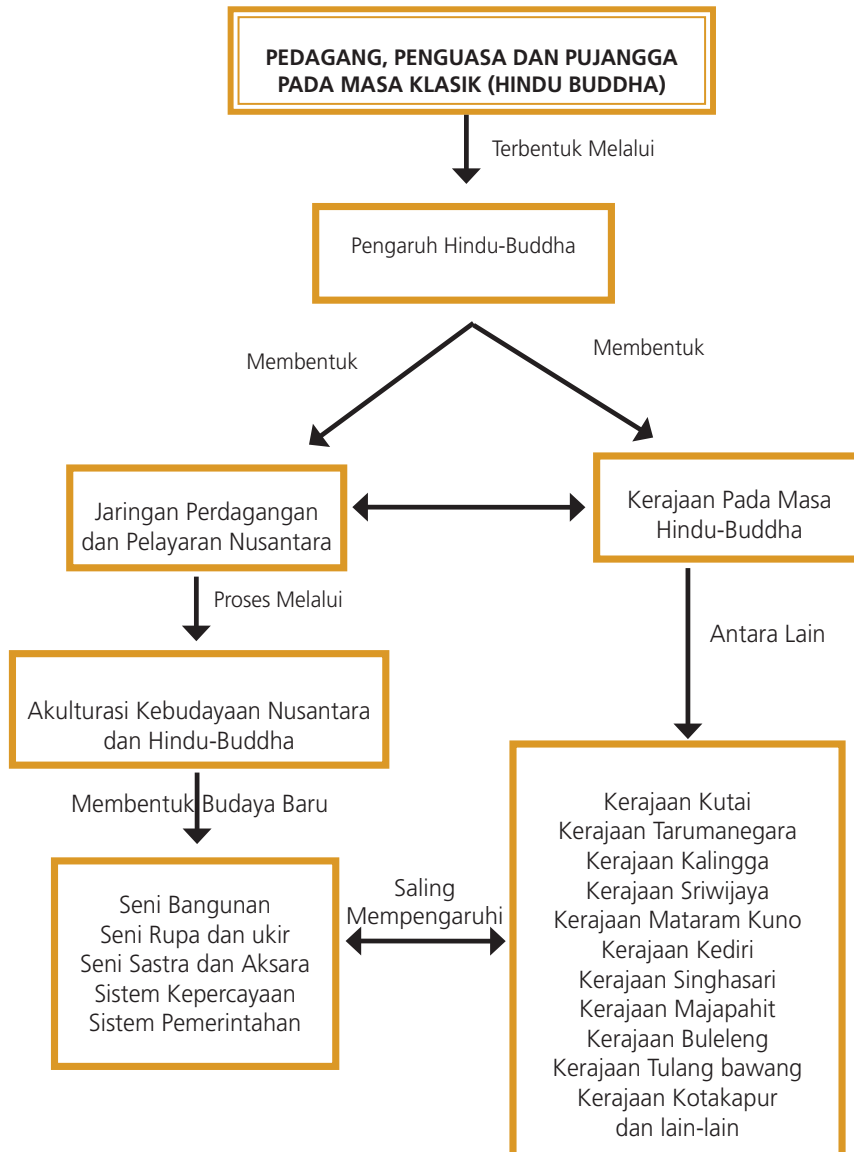 PEDAGANG, PENGUASA DAN PUJANGGA
PADA MASA KLASIK (HINDU BUDDHA)
Terbentuk Melalui
Pengaruh Hindu-Buddha
Membentuk
Membentuk
Jaringan Perdagangan
dan Pelayaran Nusantara
Kerajaan Pada Masa
Hindu-Buddha
Proses Melalui
Antara Lain
Akulturasi Kebudayaan Nusantara
dan Hindu-Buddha
Membentuk Budaya Baru
Seni Bangunan
Seni Rupa dan ukir
Seni Sastra dan Aksara
Sistem Kepercayaan
Sistem Pemerintahan
Saling
Mempengaruhi
Kerajaan Kutai
Kerajaan Tarumanegara
Kerajaan Kalingga
Kerajaan Sriwijaya
Kerajaan Mataram Kuno
Kerajaan Kediri
Kerajaan Singhasari
Kerajaan Majapahit
Kerajaan Buleleng
Kerajaan Tulang bawang
Kerajaan Kotakapur
dan lain-lain